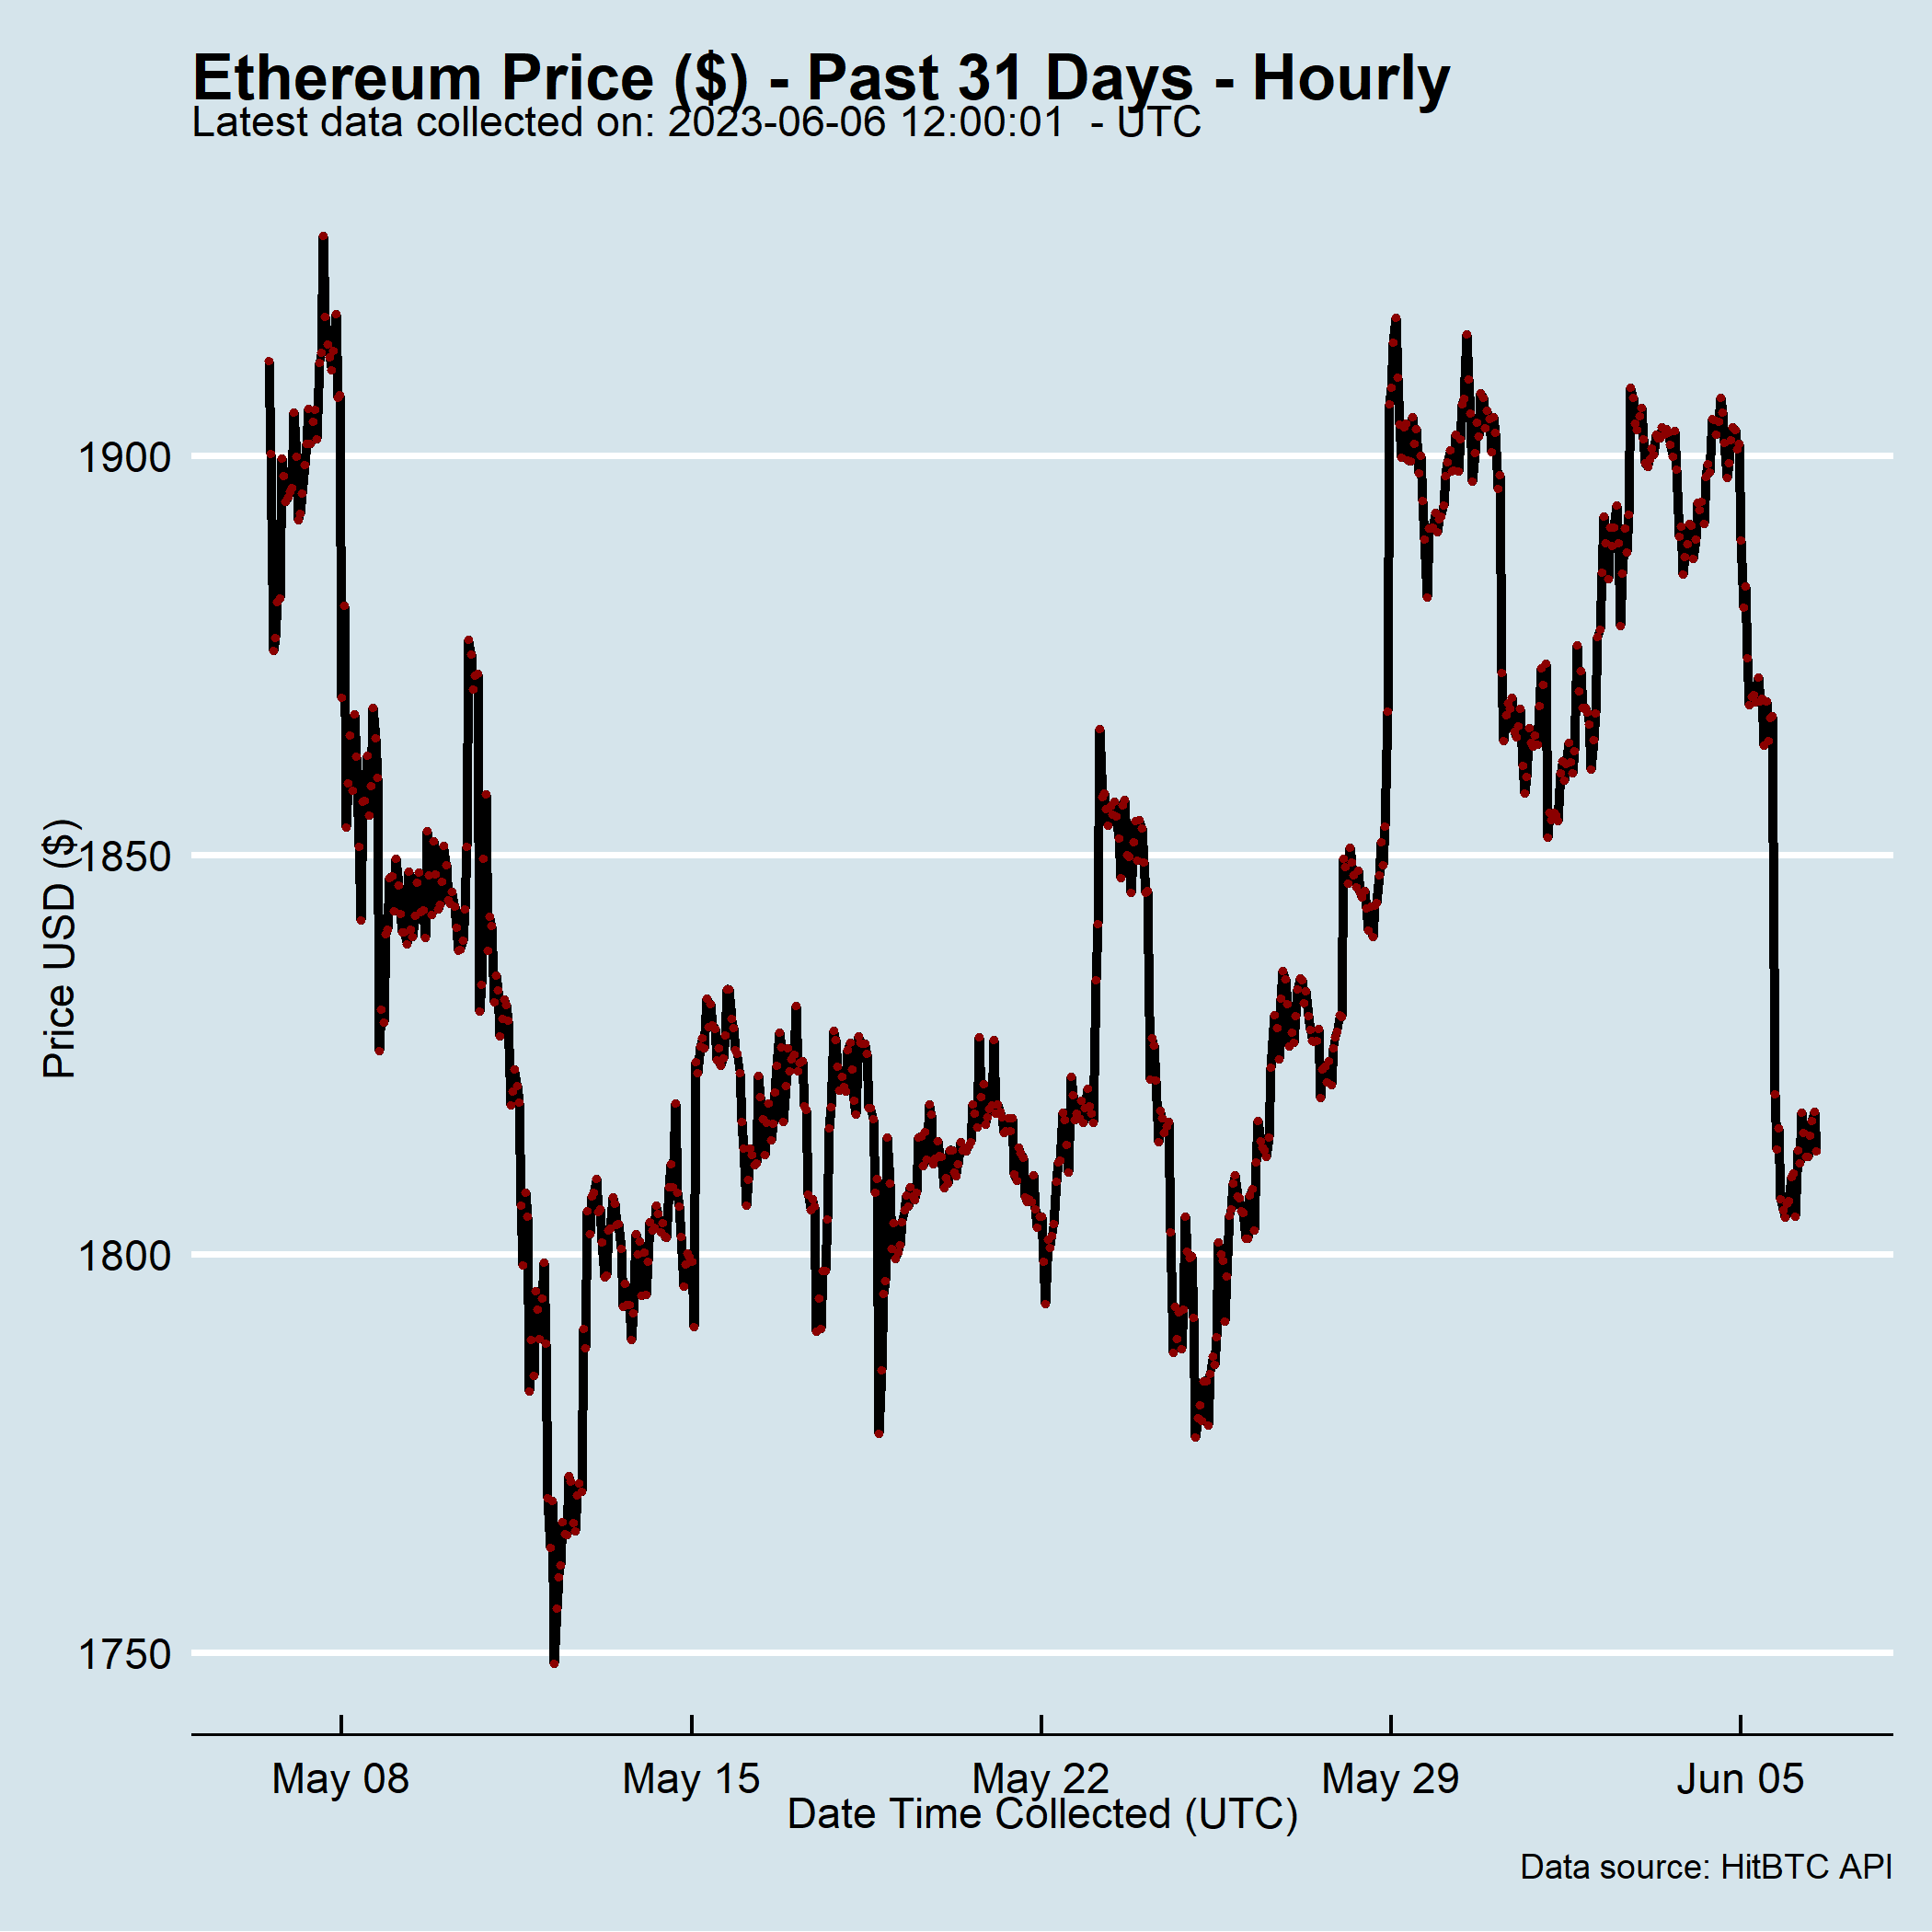 Ethereum Price ($) - Past 31 Days - Hourly
Latest data collected on: 2023-06-06 12:00:01  - UTC
1900
1850
1800
1750
Price USD ($)
May 08
May 15
May 22
May 29
Jun 05
Date Time Collected (UTC)
Data source: HitBTC API